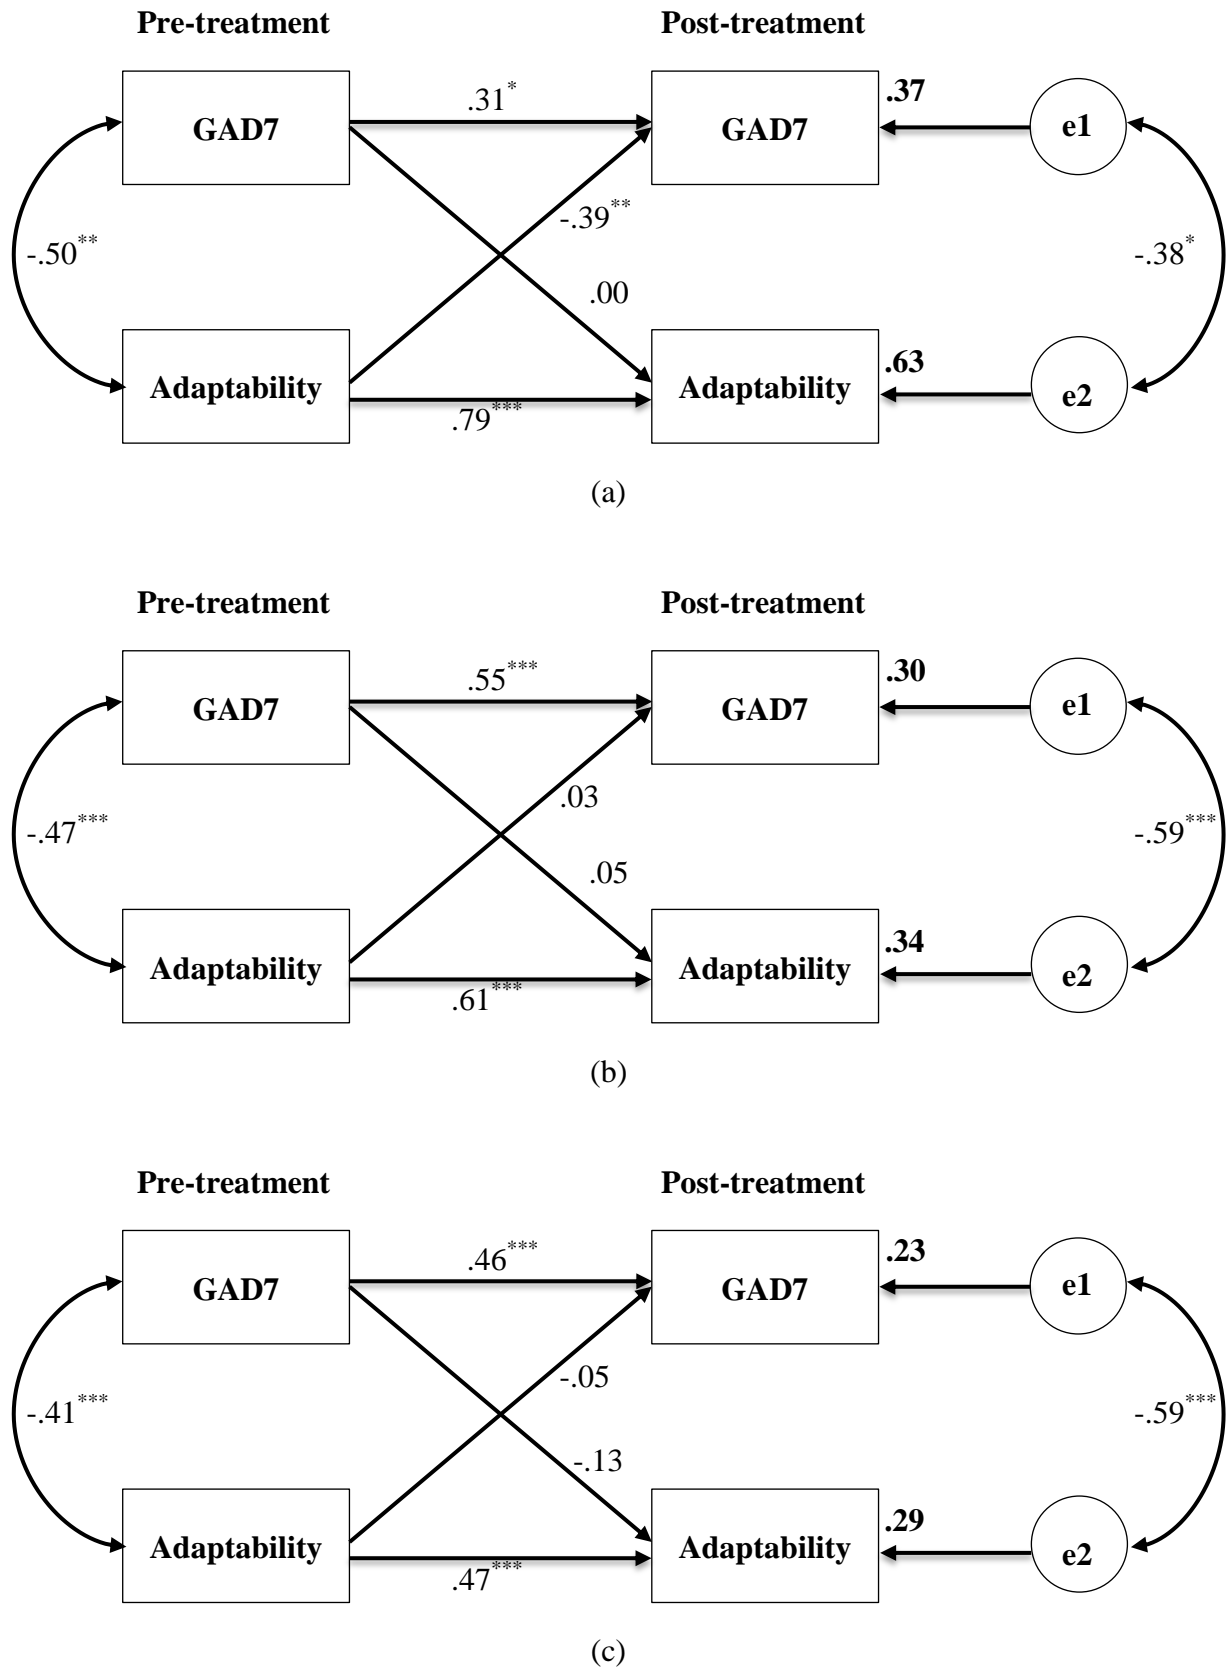 Pre-treatment Post-treatment
GAD7 .31* GAD7 .37 e1
-.39**
-.50** -.38*
.00
Adaptability .79*** Adaptability .63 e2
(a)
Pre-treatment Post-treatment
GAD7 .55*** GAD7 .30 e1
.03
-.47*** -.59***
.05
Adaptability .61*** Adaptability .34 e2
(b)
Pre-treatment Post-treatment
GAD7 .46*** GAD7 .23 e1
-.05
-.41*** -.59***
-.13
Adaptability .47*** Adaptability .29 e2
(c)